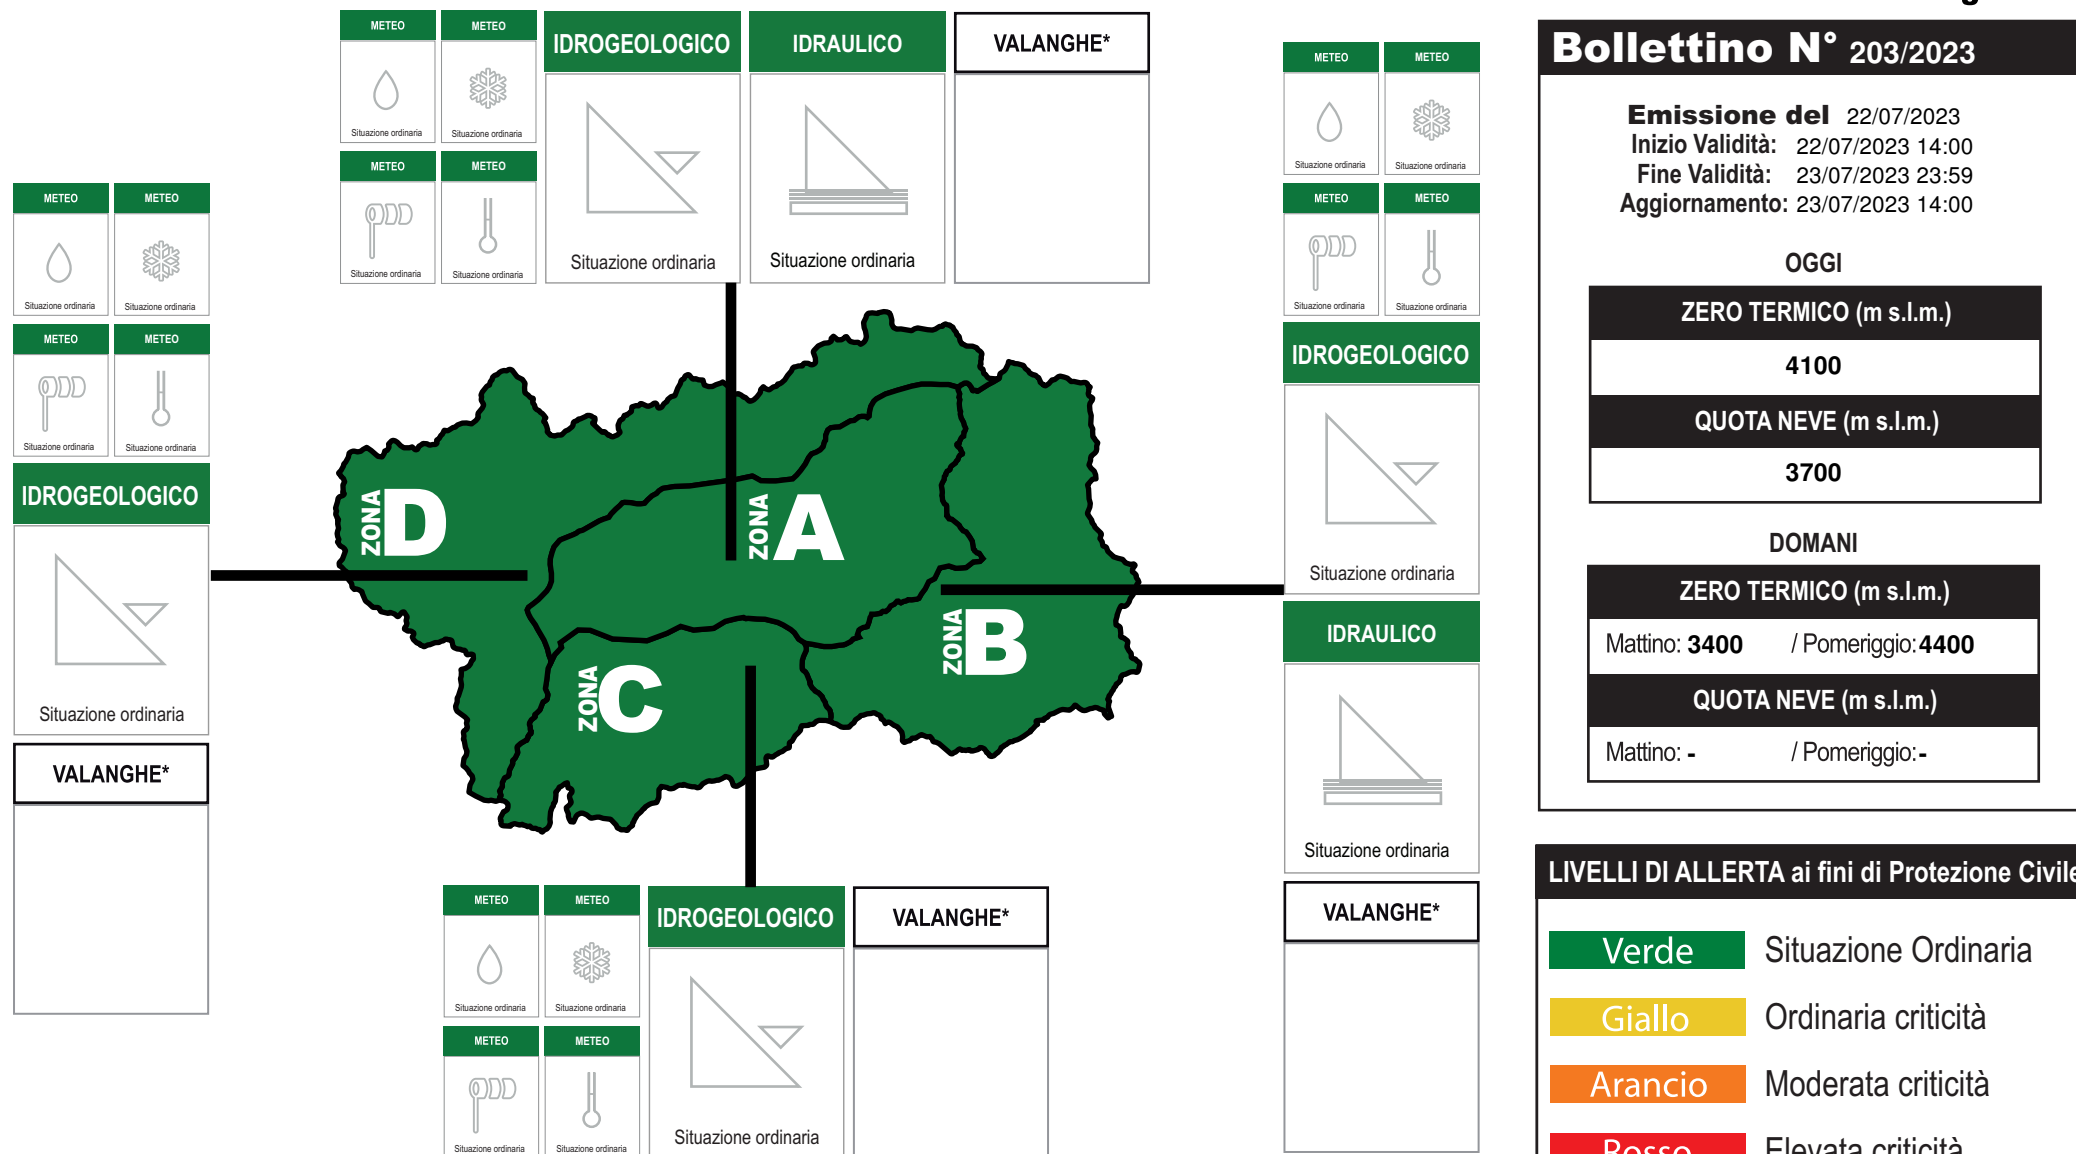 METEO METEO
Situazione ordinaria Situazione ordinaria
METEO METEO
Situazione ordinaria Situazione ordinaria
IDROGEOLOGICO
Situazione ordinaria
IDRAULICO
Situazione ordinaria
VALANGHE*
METEO METEO
Situazione ordinaria Situazione ordinaria
METEO METEO
Situazione ordinaria Situazione ordinaria
IDROGEOLOGICO
Situazione ordinaria
VALANGHE*
ZONA D
ZONA A
ZONA B
ZONA C
METEO METEO
Situazione ordinaria Situazione ordinaria
METEO METEO
Situazione ordinaria Situazione ordinaria
IDROGEOLOGICO
Situazione ordinaria
IDRAULICO
Situazione ordinaria
VALANGHE*
METEO METEO
Situazione ordinaria Situazione ordinaria
METEO METEO
Situazione ordinaria Situazione ordinaria
IDROGEOLOGICO
Situazione ordinaria
VALANGHE*
Bollettino N° 203/2023
Emissione del 22/07/2023
Inizio Validità: 22/07/2023 14:00
Fine Validità: 23/07/2023 23:59
Aggiornamento: 23/07/2023 14:00
OGGI
ZERO TERMICO (m s.l.m.)
4100
QUOTA NEVE (m s.l.m.)
3700
DOMANI
ZERO TERMICO (m s.l.m.)
Mattino: 3400 / Pomeriggio: 4400
QUOTA NEVE (m s.l.m.)
Mattino: - / Pomeriggio: -
LIVELLI DI ALLERTA ai fini di Protezione Civile
Verde Situazione Ordinaria
Giallo Ordinaria criticità
Arancio Moderata criticità
Rosso Elevata criticità